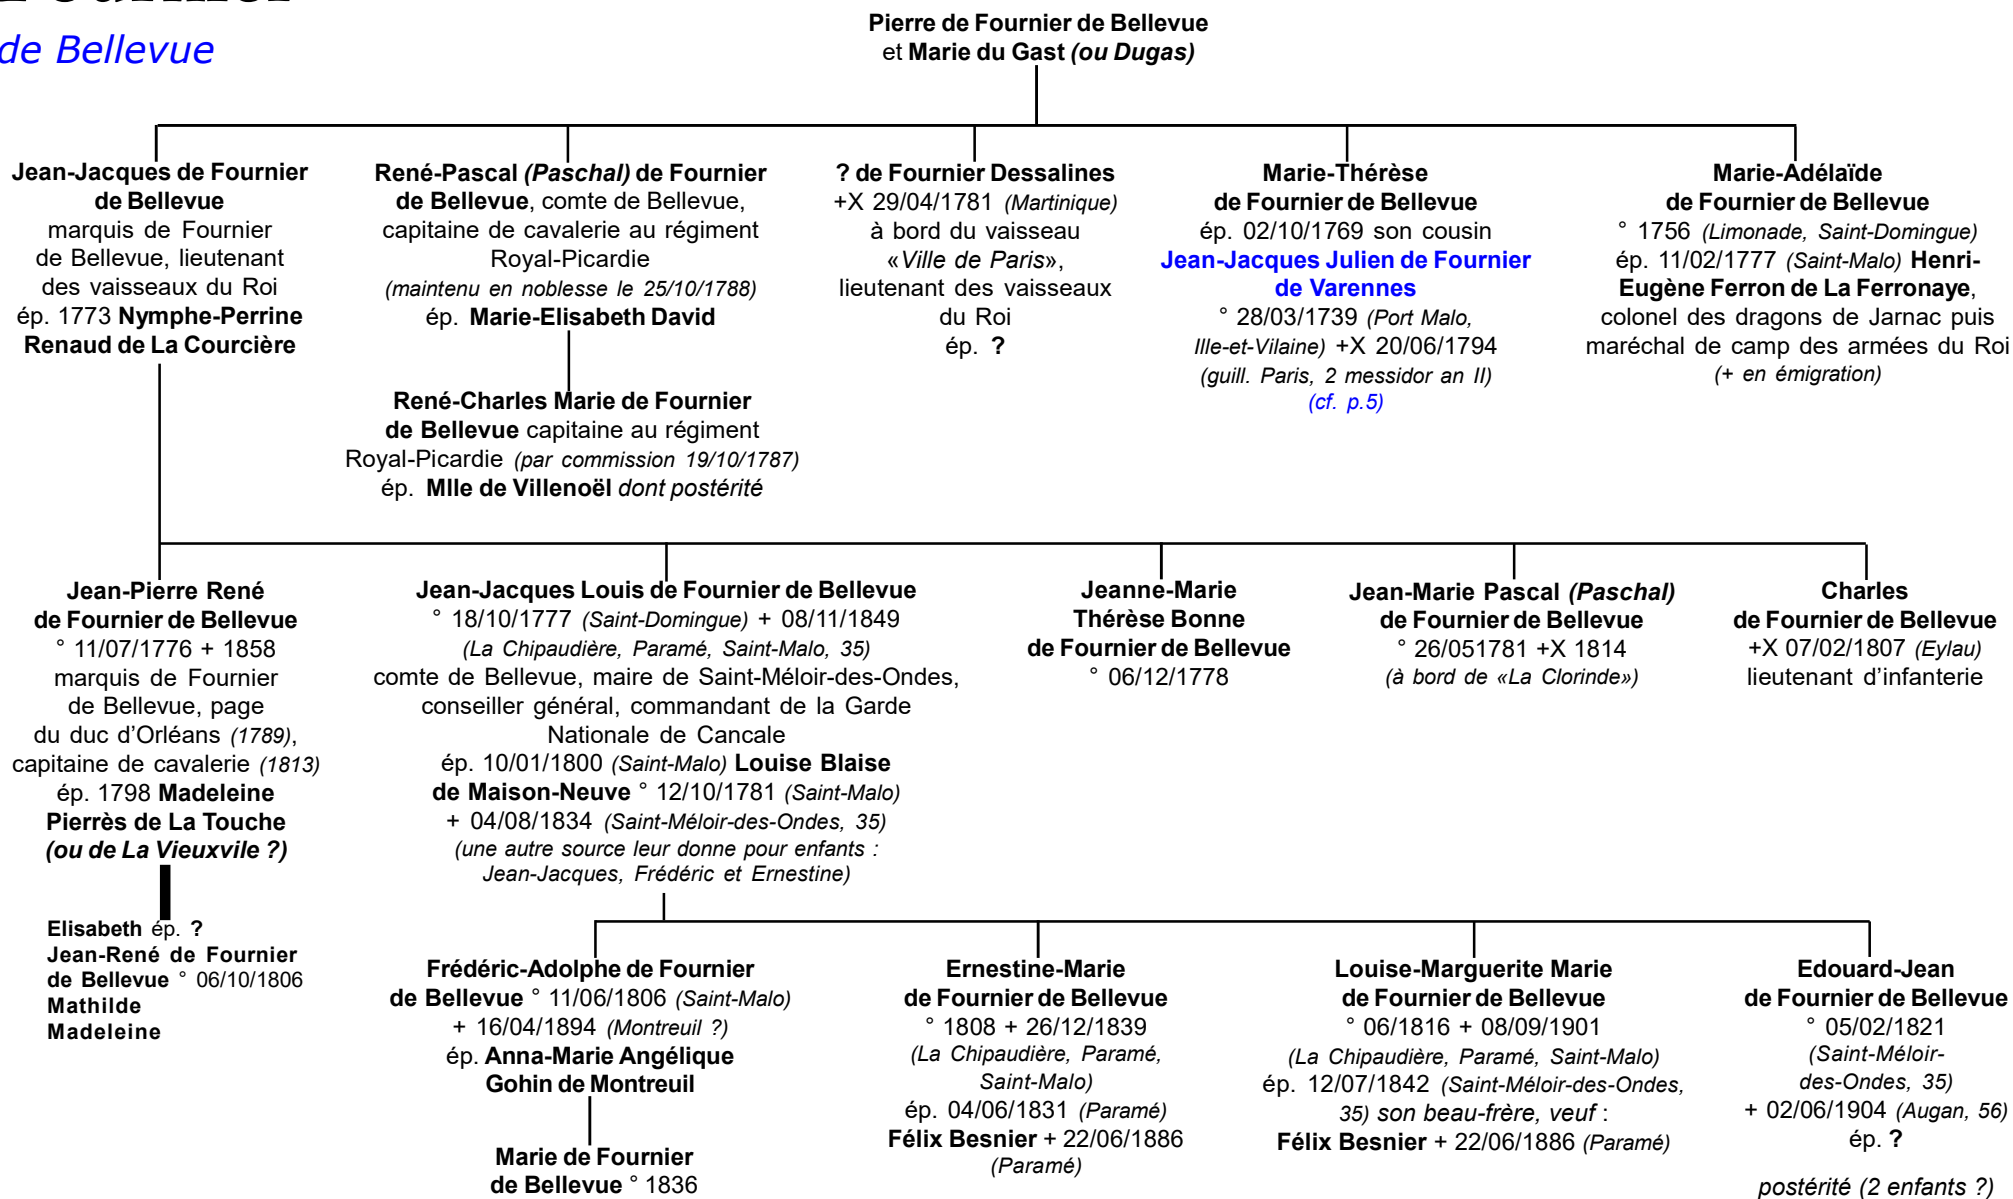 de Bellevue
Pierre de Fournier de Bellevue
et Marie du Gast (ou Dugas)
Jean-Jacques de Fournier
de Bellevue
marquis de Fournier
de Bellevue, lieutenant
des vaisseaux du Roi
ép. 1773 Nymphe-Perrine
Renaud de La Courcière
René-Pascal (Paschal) de Fournier
de Bellevue, comte de Bellevue,
capitaine de cavalerie au régiment
Royal-Picardie
(maintenu en noblesse le 25/10/1788)
ép. Marie-Elisabeth David
? de Fournier Dessalines
+X 29/04/1781 (Martinique)
à bord du vaisseau
«Ville de Paris»,
lieutenant des vaisseaux
du Roi
ép. ?
Marie-Thérèse
de Fournier de Bellevue
ép. 02/10/1769 son cousin
Jean-Jacques Julien de Fournier
de Varennes
° 28/03/1739 (Port Malo,
Ille-et-Vilaine) +X 20/06/1794
(guill. Paris, 2 messidor an II)
(cf. p.5)
Marie-Adélaïde
de Fournier de Bellevue
° 1756 (Limonade, Saint-Domingue)
ép. 11/02/1777 (Saint-Malo) Henri-
Eugène Ferron de La Ferronaye,
colonel des dragons de Jarnac puis
maréchal de camp des armées du Roi
(+ en émigration)
René-Charles Marie de Fournier
de Bellevue capitaine au régiment
Royal-Picardie (par commission 19/10/1787)
ép. Mlle de Villenoël dont postérité
Jean-Pierre René
de Fournier de Bellevue
° 11/07/1776 + 1858
marquis de Fournier
de Bellevue, page
du duc d'Orléans (1789),
capitaine de cavalerie (1813)
ép. 1798 Madeleine
Pierrès de La Touche
(ou de La Vieuxvile ?)
Jean-Jacques Louis de Fournier de Bellevue
° 18/10/1777 (Saint-Domingue) + 08/11/1849
(La Chipaudière, Paramé, Saint-Malo, 35)
comte de Bellevue, maire de Saint-Méloir-des-Ondes,
conseiller général, commandant de la Garde
Nationale de Cancale
ép. 10/01/1800 (Saint-Malo) Louise Blaise
de Maison-Neuve ° 12/10/1781 (Saint-Malo)
+ 04/08/1834 (Saint-Méloir-des-Ondes, 35)
(une autre source leur donne pour enfants :
Jean-Jacques, Frédéric et Ernestine)
Jeanne-Marie
Thérèse Bonne
de Fournier de Bellevue
° 06/12/1778
Jean-Marie Pascal (Paschal)
de Fournier de Bellevue
° 26/051781 +X 1814
(à bord de «La Clorinde»)
Charles
de Fournier de Bellevue
+X 07/02/1807 (Eylau)
lieutenant d'infanterie
Elisabeth ép. ?
Jean-René de Fournier
de Bellevue ° 06/10/1806
Mathilde
Madeleine
Frédéric-Adolphe de Fournier
de Bellevue ° 11/06/1806 (Saint-Malo)
+ 16/04/1894 (Montreuil ?)
ép. Anna-Marie Angélique
Gohin de Montreuil
Ernestine-Marie
de Fournier de Bellevue
° 1808 + 26/12/1839
(La Chipaudière, Paramé,
Saint-Malo)
ép. 04/06/1831 (Paramé)
Félix Besnier + 22/06/1886
(Paramé)
Louise-Marguerite Marie
de Fournier de Bellevue
° 06/1816 + 08/09/1901
(La Chipaudière, Paramé, Saint-Malo)
ép. 12/07/1842 (Saint-Méloir-des-Ondes,
35) son beau-frère, veuf :
Félix Besnier + 22/06/1886 (Paramé)
Edouard-Jean
de Fournier de Bellevue
° 05/02/1821
(Saint-Méloir-
des-Ondes, 35)
+ 02/06/1904 (Augan, 56)
ép. ?
postérité (2 enfants ?)
Marie de Fournier
de Bellevue ° 1836